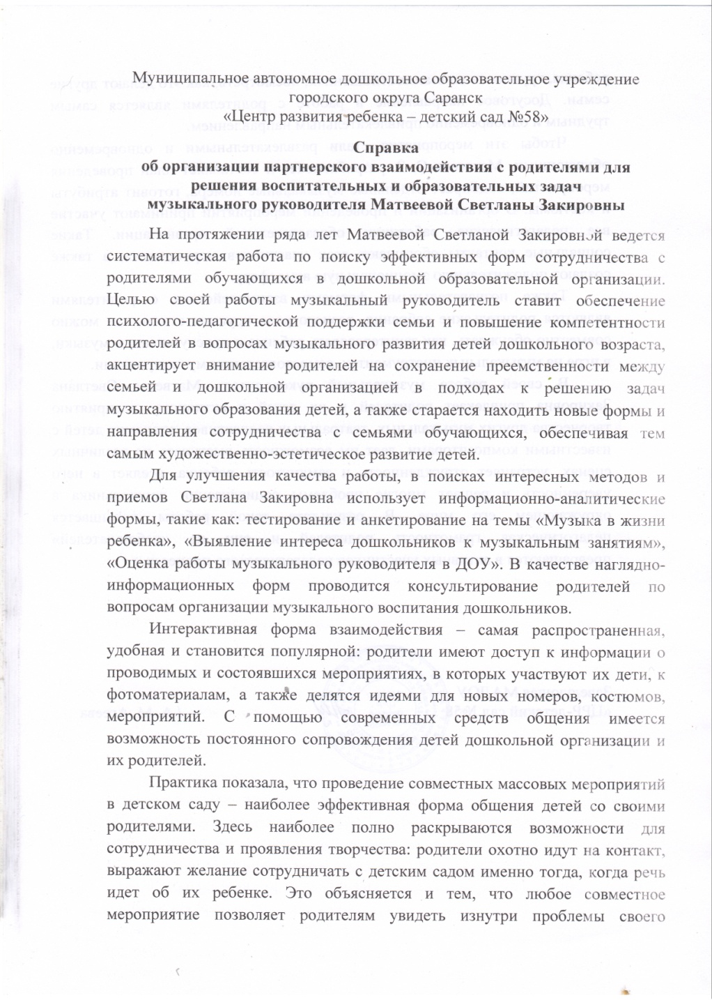 Муниципальное автономное дошкольное образовательное учреждение
городского округа Саранск
«Центр развития ребенка – детский сад №58»
Справка
об организации партнерского взаимодействия с родителями для
решения воспитательных и образовательных задач
музыкального руководителя Матвеевой Светланы Закировны
На протяжении ряда лет Матвеевой Светланой Закировной ведется
систематическая работа по поиску эффективных форм сотрудничества с
родителями обучающихся в дошкольной образовательной организации.
Целью своей работы музыкальный руководитель ставит обеспечение
психолого-педагогической поддержки семьи и повышение компетентности
родителей в вопросах музыкального развития детей дошкольного возраста,
акцентирует внимание родителей на сохранение преемственности между
семьей и дошкольной организацией в подходах к решению задач
музыкального образования детей, а также старается находить новые формы и
направления сотрудничества с семьями обучающихся, обеспечивая тем
самым художественно-эстетическое развитие детей.
Для улучшения качества работы, в поисках интересных методов и
приемов Светлана Закировна использует информационно-аналитические
формы, такие как: тестирование и анкетирование на темы «Музыка в жизни
ребенка», «Выявление интереса дошкольников к музыкальным занятиям»,
«Оценка работы музыкального руководителя в ДОУ». В качестве наглядно-
информационных форм проводится консультирование родителей по
вопросам организации музыкального воспитания дошкольников.
Интерактивная форма взаимодействия – самая распространенная,
удобная и становится популярной: родители имеют доступ к информации о
проводимых и состоявшихся мероприятиях, в которых участвуют их дети, к
фотоматериалам, а также делятся идеями для новых номеров, костюмов,
мероприятий. С помощью современных средств общения имеется
возможность постоянного сопровождения детей дошкольной организации и
их родителей.
Практика показала, что проведение совместных массовых мероприятий
в детском саду – наиболее эффективная форма общения детей со своими
родителями. Здесь наиболее полно раскрываются возможности для
сотрудничества и проявления творчества: родители охотно идут на контакт,
выражают желание сотрудничать с детским садом именно тогда, когда речь
идет об их ребенке. Это объясняется и тем, что любое совместное
мероприятие позволяет родителям увидеть изнутри проблемы своего